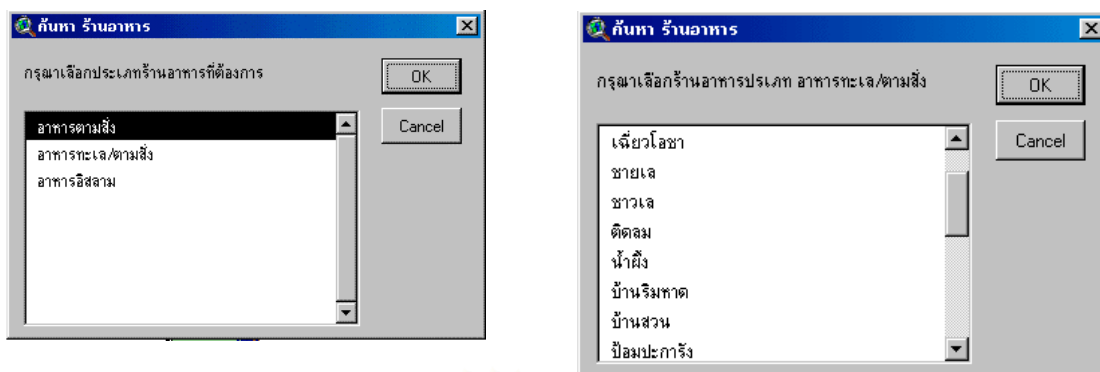 ค้นหา ร้านอาหาร
กรุณาเลือกประเภทร้านอาหารที่ต้องการ
OK
Cancel
อาหารตามสั่ง
อาหารทะเล/ตามสั่ง
อาหารอิสลาม
ค้นหา ร้านอาหาร
กรุณาเลือกร้านอาหารปรเภท อาหารทะเล/ตามสั่ง
OK
Cancel
เฉี่ยวโอชา
ชายเล
ชาวเล
ติดลม
น้ำผึ้ง
บ้านริมหาด
บ้านสวน
ป้อมปะการัง